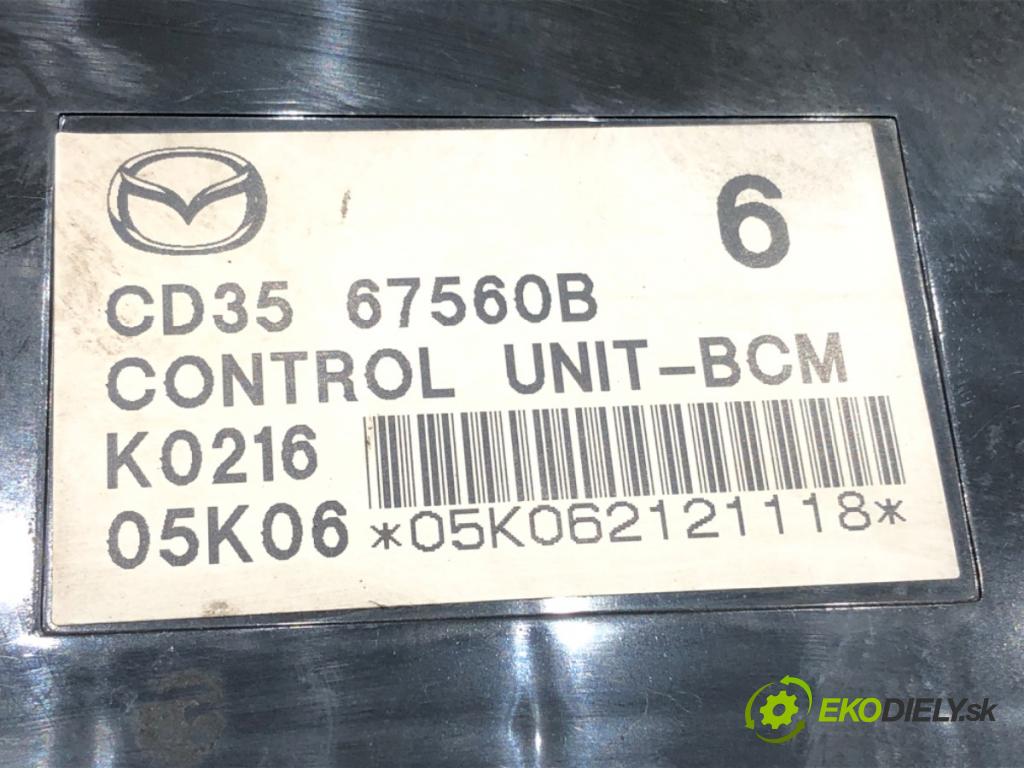 6
CD35 67560B
CONTROL UNIT-BCM
K0216
05K06 *05K062121118*
EKODIELY.sk